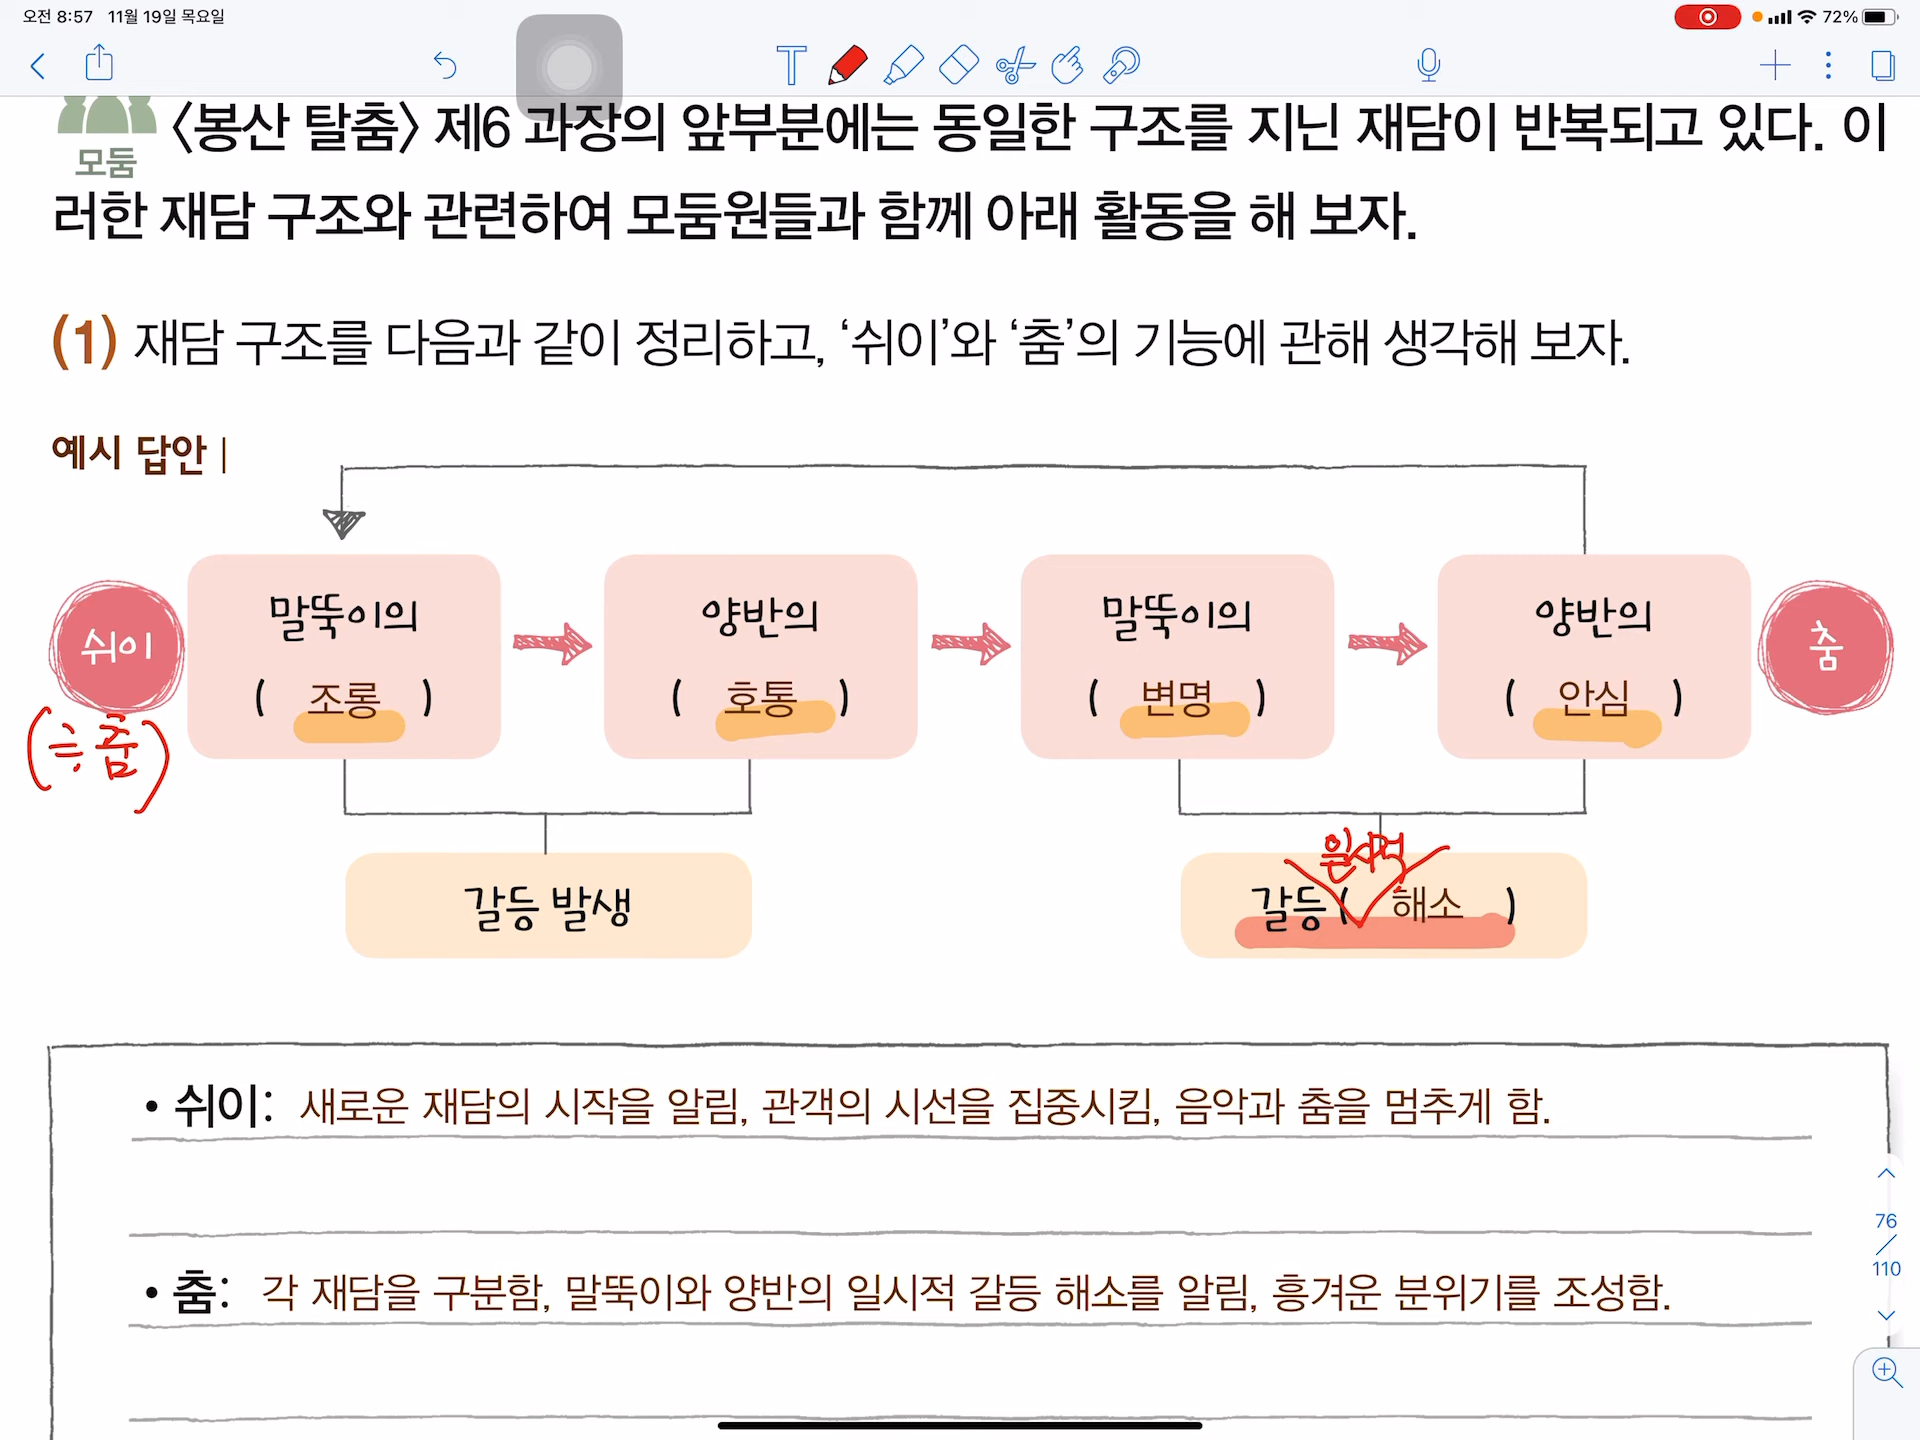 오전 8:57 11월 19일 목요일
72%
모둠
〈봉산 탈춤〉 제6 과장의 앞부분에는 동일한 구조를 지닌 재담이 반복되고 있다. 이
러한 재담 구조와 관련하여 모둠원들과 함께 아래 활동을 해 보자.
(1) 재담 구조를 다음과 같이 정리하고, ‘쉬이’와 ‘춤’의 기능에 관해 생각해 보자.
예시 답안 |
쉬이
(≒춤)
말뚝이의
( 조롱 )
양반의
( 호통 )
말뚝이의
( 변명 )
양반의
( 안심 )
춤
갈등 발생
일시적
갈등 ( 해소 )
• 쉬이: 새로운 재담의 시작을 알림, 관객의 시선을 집중시킴, 음악과 춤을 멈추게 함.
• 춤: 각 재담을 구분함, 말뚝이와 양반의 일시적 갈등 해소를 알림, 흥겨운 분위기를 조성함.
76
/
110